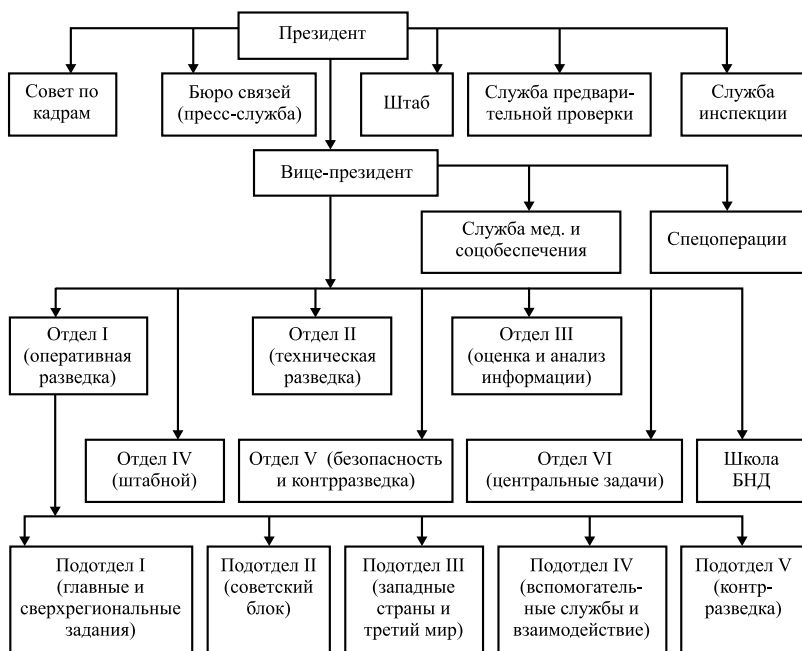 Президент
Совет по
кадрам
Бюро связей
(пресс-служба)
Штаб
Служба предвари-
тельной проверки
Служба
инспекции
Вице-президент
Служба мед. и
соцобеспечения
Спецоперации
Отдел I
(оперативная
разведка)
Отдел II
(техническая
разведка)
Отдел III
(оценка и анализ
информации)
Отдел IV
(штабной)
Отдел V (безопасность
и контрразведка)
Отдел VI
(центральные задачи)
Школа
БНД
Подотдел I
(главные и
сверхрегиональные
задания)
Подотдел II
(советский
блок)
Подотдел III
(западные
страны и
третий мир)
Подотдел IV
(вспомогатель-
ные службы и
взаимодействие)
Подотдел V
(контр-
разведка)